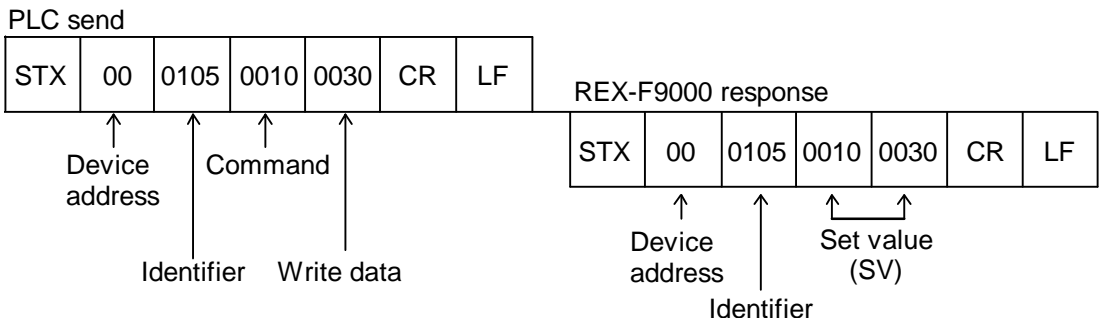 PLC send
STX 00 0105 0010 0030 CR LF
REX-F9000 response
STX 00 0105 0010 0030 CR LF
Device address
Command
Identifier
Write data
Device address
Set value (SV)
Identifier